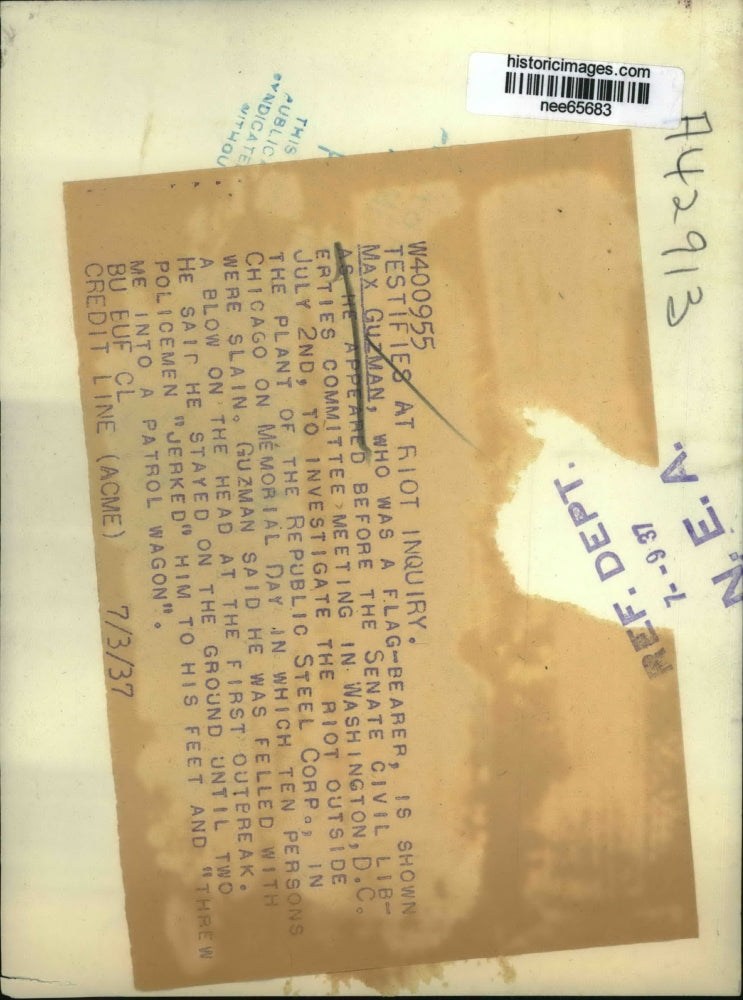 historicimages.com
nee65683
A42913
THIS
PUBLIC
SYNDICATE
WITHOU
W400955
TESTIFIES AT RIOT INQUIRY.
MAX GUZMAN, WHO WAS A FLAG-BEARER, IS SHOWN
AS HE APPEARED BEFORE THE SENATE CIVIL LIB-
ERTIES COMMITTEE MEETING IN WASHINGTON, D.C.
JULY 2ND, TO INVESTIGATE THE RIOT OUTSIDE
THE PLANT OF THE REPUBLIC STEEL CORP., IN
CHICAGO ON MEMORIAL DAY IN WHICH TEN PERSONS
WERE SLAIN. GUZMAN SAID HE WAS FELLED WITH
A BLOW ON THE HEAD AT THE FIRST OUTBREAK.
HE SAID HE STAYED ON THE GROUND UNTIL TWO
POLICEMEN "JERKED" HIM TO HIS FEET AND "THREW
ME INTO A PATROL WAGON".
BU EUF CL
CREDIT LINE (ACME) 7/3/37
REF. DEPT.
7-9 37
N. E. A.